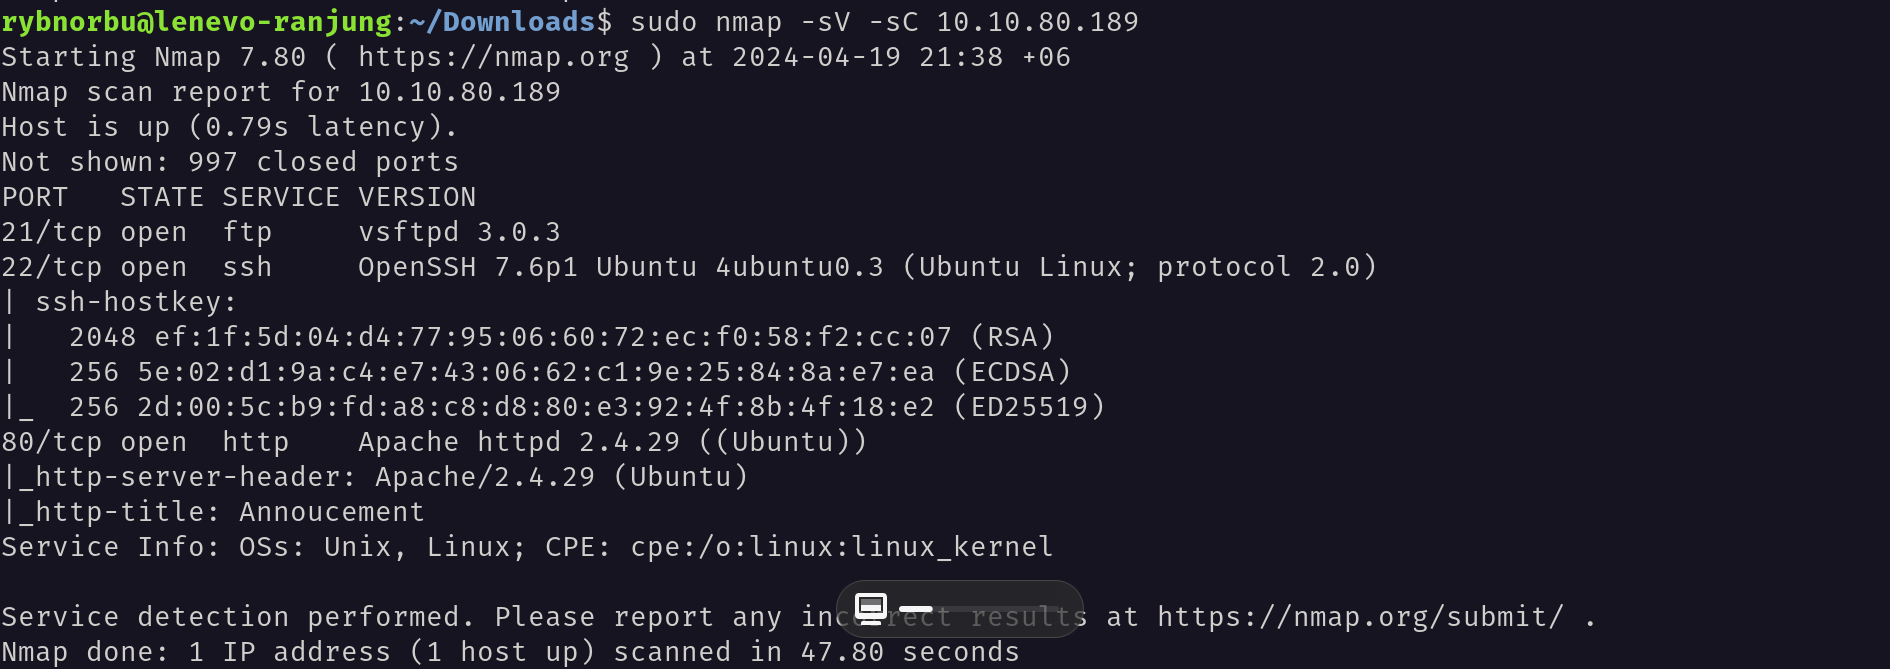 rybnorbu@lenevo-ranjung:~/Downloads$ sudo nmap -sV -sC 10.10.80.189
Starting Nmap 7.80 ( https://nmap.org ) at 2024-04-19 21:38 +06
Nmap scan report for 10.10.80.189
Host is up (0.79s latency).
Not shown: 997 closed ports
PORT   STATE SERVICE VERSION
21/tcp open  ftp     vsftpd 3.0.3
22/tcp open  ssh     OpenSSH 7.6p1 Ubuntu 4ubuntu0.3 (Ubuntu Linux; protocol 2.0)
| ssh-hostkey:
|   2048 ef:1f:5d:04:d4:77:95:06:60:72:ec:f0:58:f2:cc:07 (RSA)
|   256 5e:02:d1:9a:c4:e7:43:06:62:c1:9e:25:84:8a:e7:ea (ECDSA)
|_  256 2d:00:5c:b9:fd:a8:c8:d8:80:e3:92:4f:8b:4f:18:e2 (ED25519)
80/tcp open  http    Apache httpd 2.4.29 ((Ubuntu))
|_http-server-header: Apache/2.4.29 (Ubuntu)
|_http-title: Annoucement
Service Info: OSs: Unix, Linux; CPE: cpe:/o:linux:linux_kernel
Service detection performed. Please report any incorrect results at https://nmap.org/submit/ .
Nmap done: 1 IP address (1 host up) scanned in 47.80 seconds